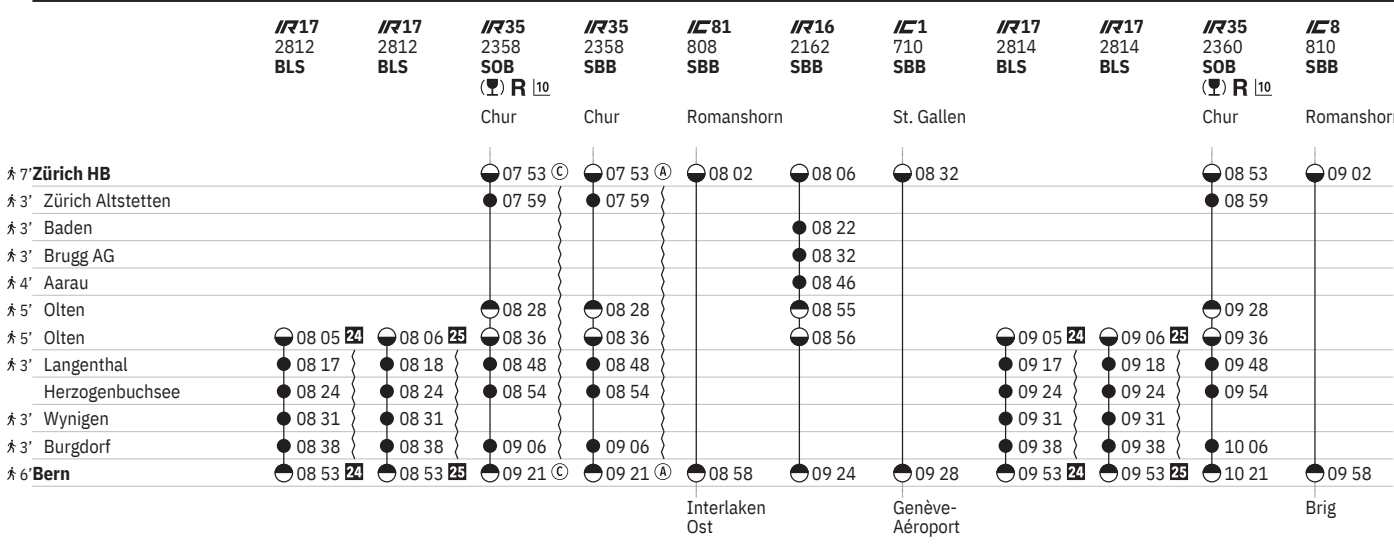 IR17 IR17 IR35 IR35 IC81 IR16 IC1 IR17 IR17 IR35 IC8
2812 2812 2358 2358 808 2162 710 2814 2814 2360 810
BLS BLS SOB SBB SBB SBB SBB BLS BLS SOB SBB
R 10 R 10
Chur Chur Romanshorn St. Gallen Chur Romanshorn
7' Zürich HB 07 53 C 07 53 A 08 02 08 06 08 32 08 53 09 02
3' Zürich Altstetten 07 59 07 59 08 59
3' Baden 08 22
3' Brugg AG 08 32
4' Aarau 08 46
5' Olten 08 28 08 28 08 55 09 28
5' Olten 08 05 24 08 06 25 08 36 08 36 08 56 09 05 24 09 06 25 09 36
3' Langenthal 08 17 08 18 08 48 08 48 09 17 09 18 09 48
Herzogenbuchsee 08 24 08 24 08 54 08 54 09 24 09 24 09 54
3' Wynigen 08 31 08 31 09 31 09 31
3' Burgdorf 08 38 08 38 09 06 09 06 09 38 09 38 10 06
6' Bern 08 53 24 08 53 25 09 21 C 09 21 A 08 58 09 24 09 28 09 53 24 09 53 25 10 21 09 58
Interlaken Genève- Brig
Ost Aéroport